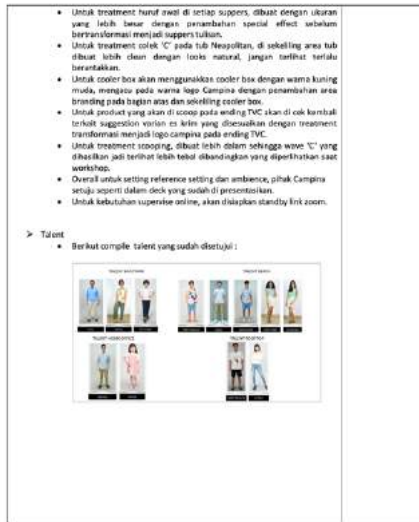 Untuk treatment huruf awal di setiap suppers, dibuat dengan ukuran
yang lebih besar dengan penambahan special effect sebelum
bertransformasi menjadi suppers tulisan.
Untuk treatment colek 'C' pada tub Neapolitan, di sekeliling area tub
dibuat lebih clean dengan looks natural, jangan terlihat terlalu
berantakkan.
Untuk cooler box akan menggunakkan cooler box dengan warna kuning
muda, mengacu pada warna logo Campina dengan penambahan area
branding pada bagian atas dan sekeliling cooler box.
Untuk product yang akan di scoop pada ending TVC akan di cek kembali
terkait suggestion varian es krim yang disesuaikan dengan treatment
transformasi menjadi logo campina pada ending TVC.
Untuk treatment scooping, dibuat lebih dalam sehingga wave 'C' yang
dihasilkan jadi terlihat lebih tebal dibandingkan yang diperlihatkan saat
workshop.
Overall untuk setting reference setting dan ambience, pihak Campina
setuju seperti dalam deck yang sudah di presentasikan.
Untuk kebutuhan supervise online, akan disiapkan standby link zoom.
Talent
Berikut compile talent yang sudah disetujui :